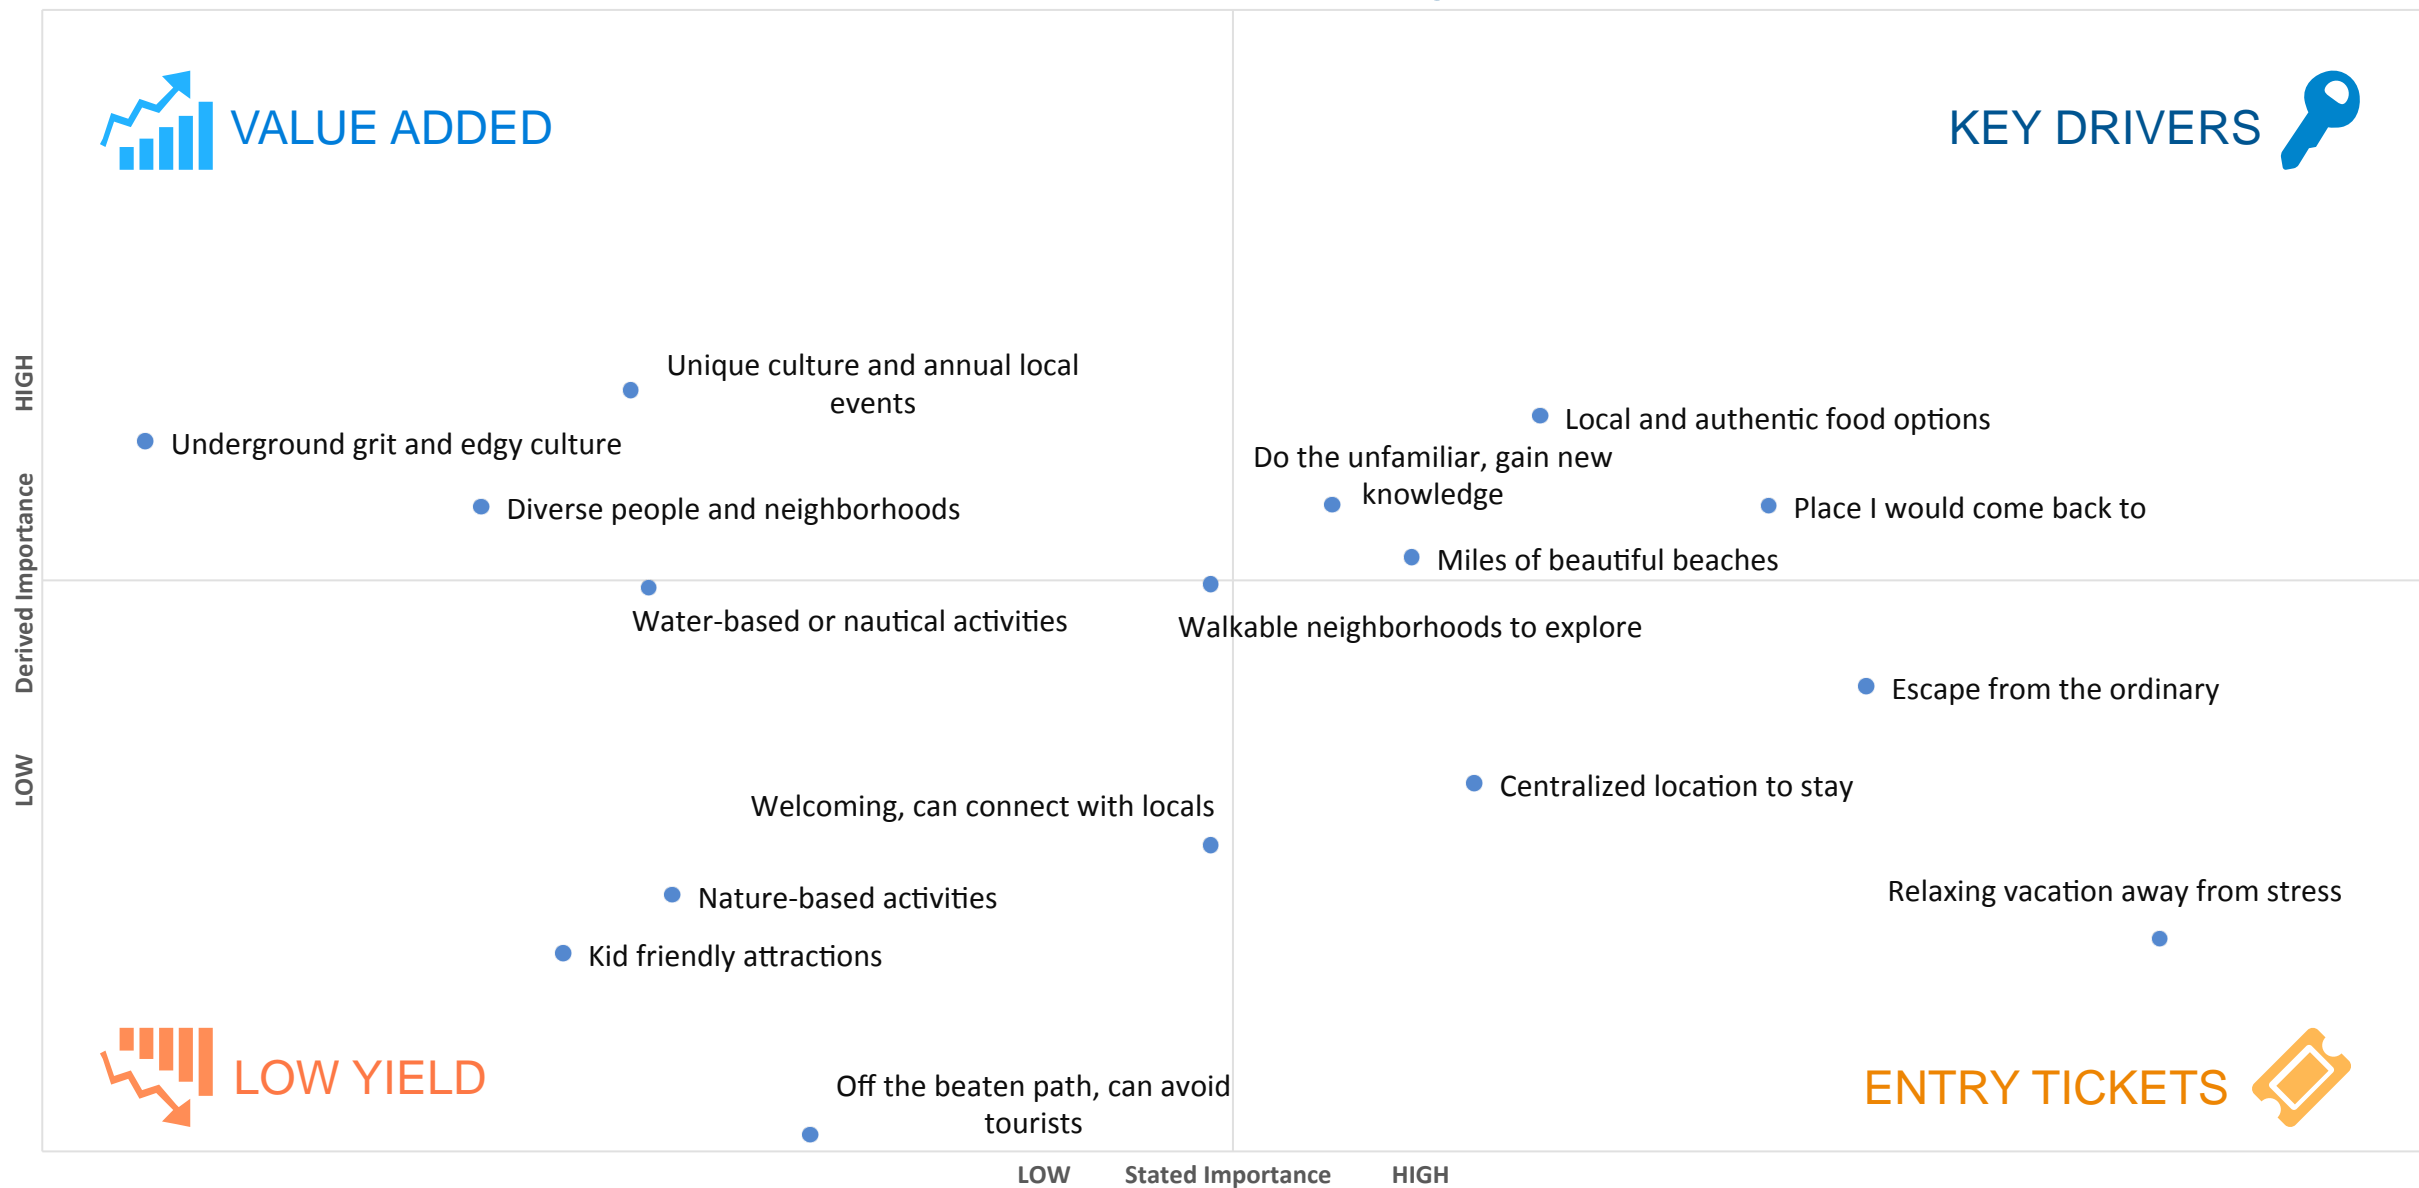 VALUE ADDED
KEY DRIVERS
Unique culture and annual local
events
Underground grit and edgy culture
Diverse people and neighborhoods
Local and authentic food options
Do the unfamiliar, gain new
knowledge
Place I would come back to
Miles of beautiful beaches
Water-based or nautical activities
Walkable neighborhoods to explore
Escape from the ordinary
Centralized location to stay
Welcoming, can connect with locals
Nature-based activities
Relaxing vacation away from stress
Kid friendly attractions
LOW YIELD
Off the beaten path, can avoid
tourists
ENTRY TICKETS
LOW Derived Importance HIGH
LOW Stated Importance HIGH